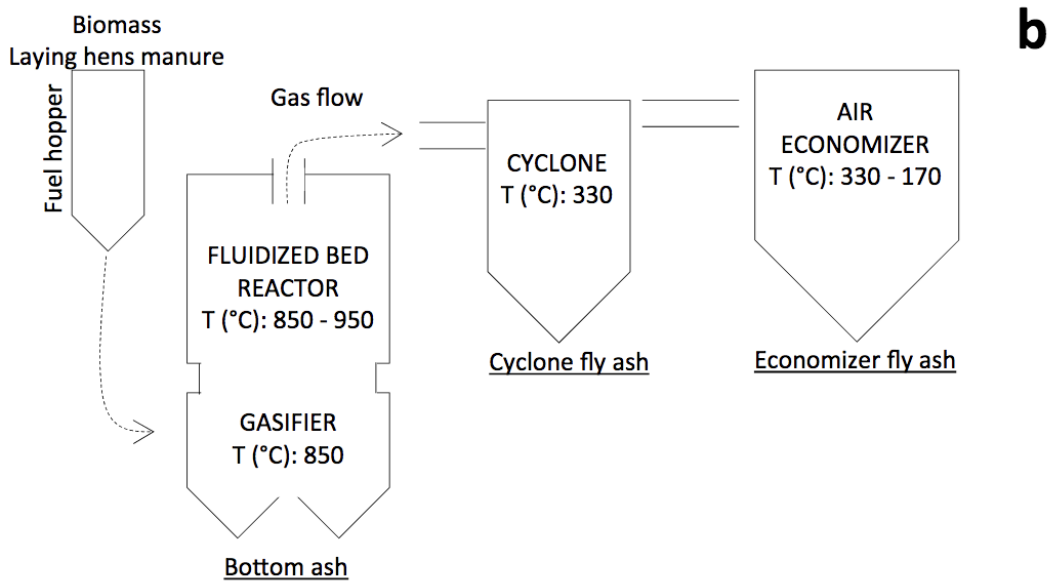 Biomass
Laying hens manure
Fuel hopper
Gas flow
b
FLUIDIZED BED
REACTOR
T (°C): 850 - 950
GASIFIER
T (°C): 850
Bottom ash
CYCLONE
T (°C): 330
Cyclone fly ash
AIR
ECONOMIZER
T (°C): 330 - 170
Economizer fly ash